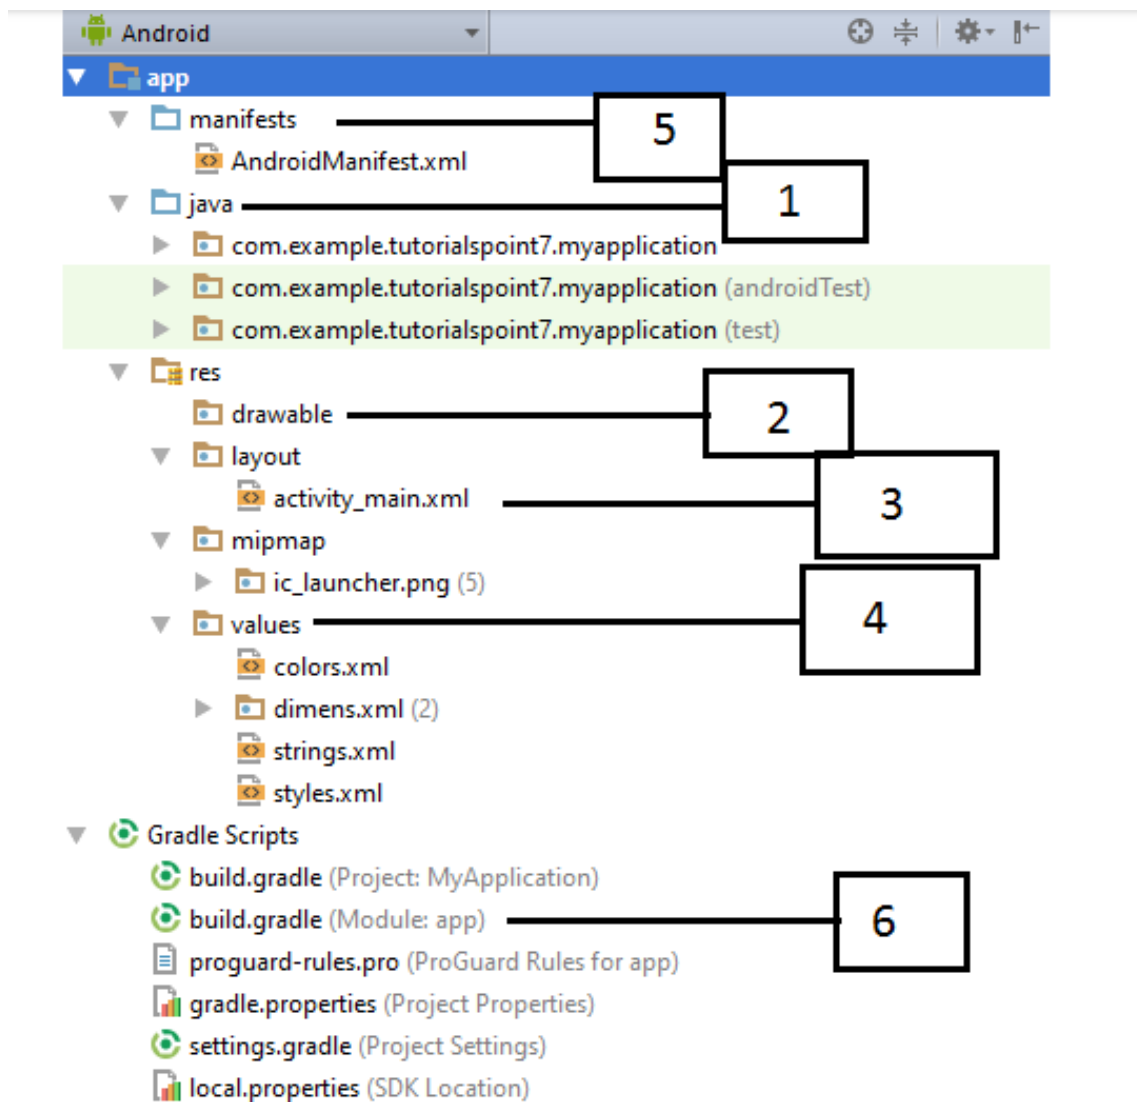 Android
app
manifests
5
AndroidManifest.xml
java
1
com.example.tutorialspoint7.myapplication
com.example.tutorialspoint7.myapplication (androidTest)
com.example.tutorialspoint7.myapplication (test)
res
drawable
2
layout
activity_main.xml
3
mipmap
ic_launcher.png (5)
values
4
colors.xml
dimens.xml (2)
strings.xml
styles.xml
Gradle Scripts
build.gradle (Project: MyApplication)
build.gradle (Module: app)
6
proguard-rules.pro (ProGuard Rules for app)
gradle.properties (Project Properties)
settings.gradle (Project Settings)
local.properties (SDK Location)